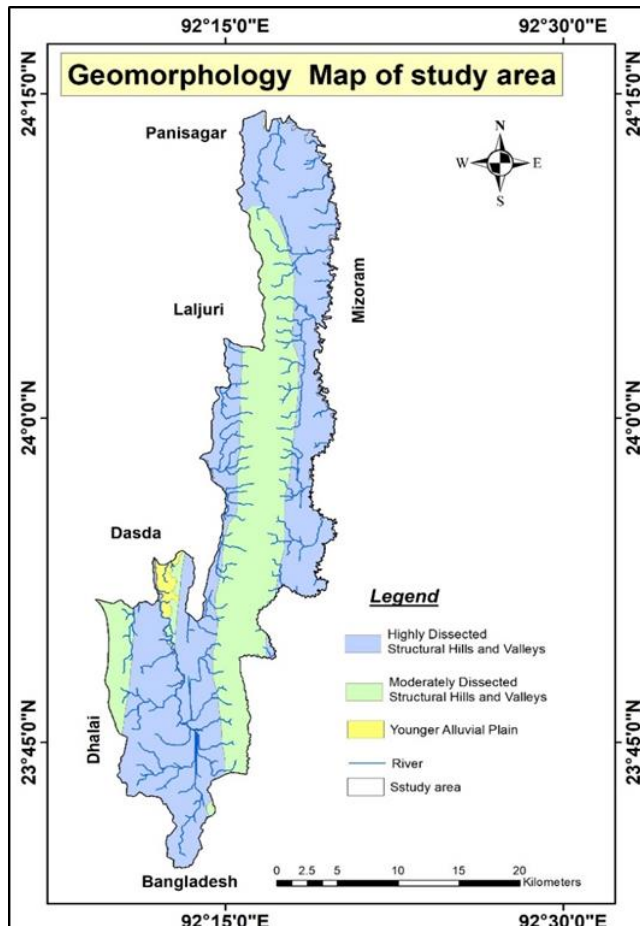 92°15'0"E 92°30'0"E
Geomorphology Map of study area
24°15'0"N 24°15'0"N
Panisagar
N
W E
S
Mizoram
Laljuri
24°0'0"N 24°0'0"N
Dasda
Legend
Highly Dissected
Structural Hills and Valleys
Moderately Dissected
Structural Hills and Valleys
Younger Alluvial Plain
River
Sstudy area
Dhalai
23°45'0"N 23°45'0"N
Bangladesh
0 2.5 5 10 15 20
Kilometers
92°15'0"E 92°30'0"E